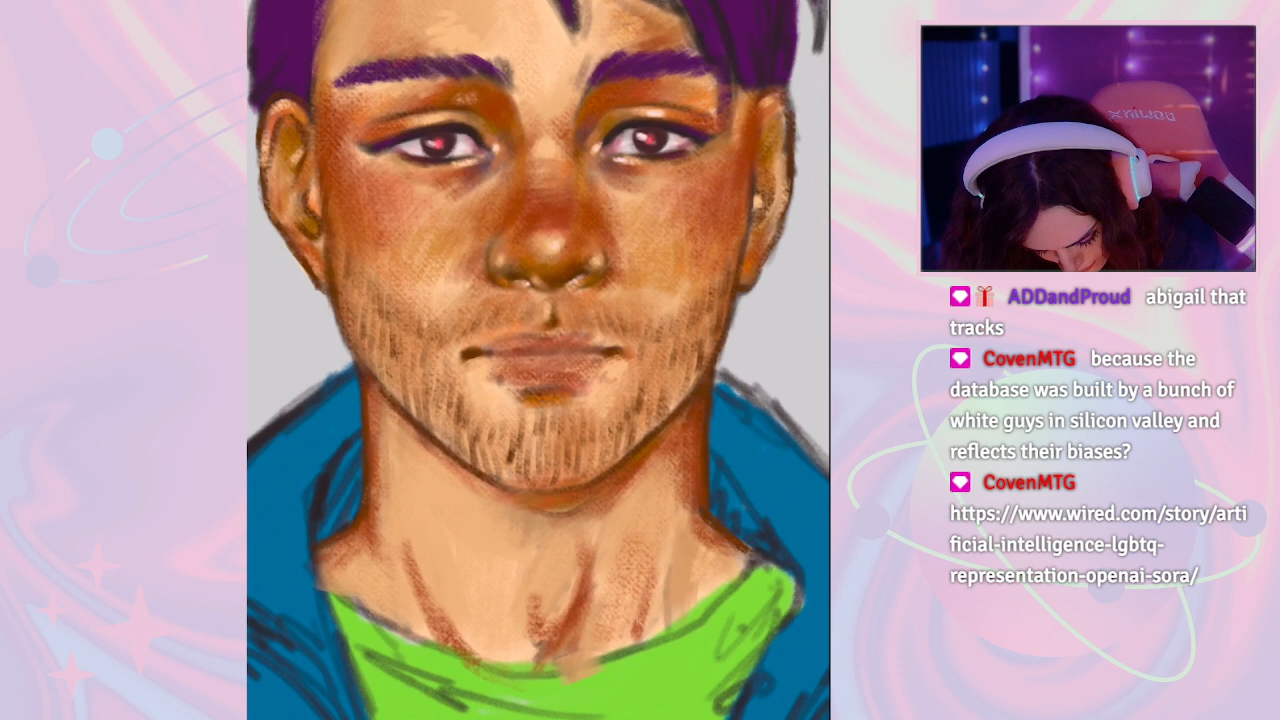 ADDandProud abigail that
tracks
CovenMTG because the
database was built by a bunch of
white guys in silicon valley and
reflects their biases?
CovenMTG
https://www.wired.com/story/arti
ficial-intelligence-lgbtq-
representation-openai-sora/